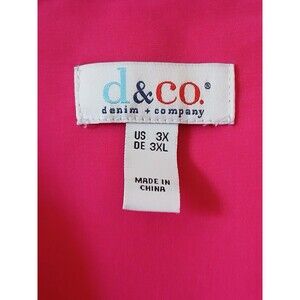 d&co.®
denim + company
US 3X
DE 3XL
MADE IN
CHINA